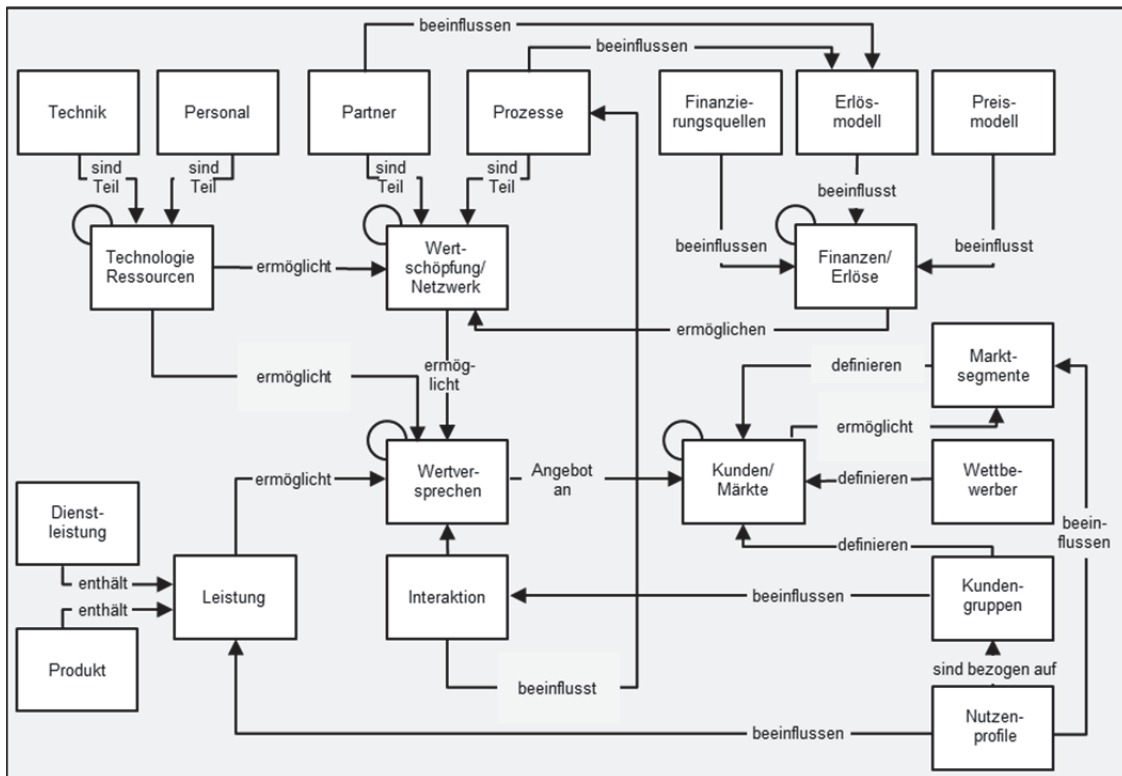 beeinflussen
beeinflussen
Technik
Personal
Partner
Prozesse
Finanzie-
rungsquellen
Erlös-
modell
Preis-
modell
sind
Teil
sind
Teil
sind
Teil
sind
Teil
beeinflusst
Technologie
Ressourcen
ermöglicht
Wert-
schöpfung/
Netzwerk
beeinflussen
Finanzen/
Erlöse
beeinflusst
ermöglichen
ermöglicht
ermög-
licht
definieren
Markt-
segmente
ermöglicht
ermöglicht
Wertver-
sprechen
Angebot
an
Kunden/
Märkte
definieren
Wettbe-
werber
Dienst-
leistung
beein-
flussen
definieren
enthält
enthält
Leistung
Interaktion
beeinflussen
Kunden-
gruppen
Produkt
beeinflusst
sind bezogen auf
beeinflussen
Nutzen-
profile